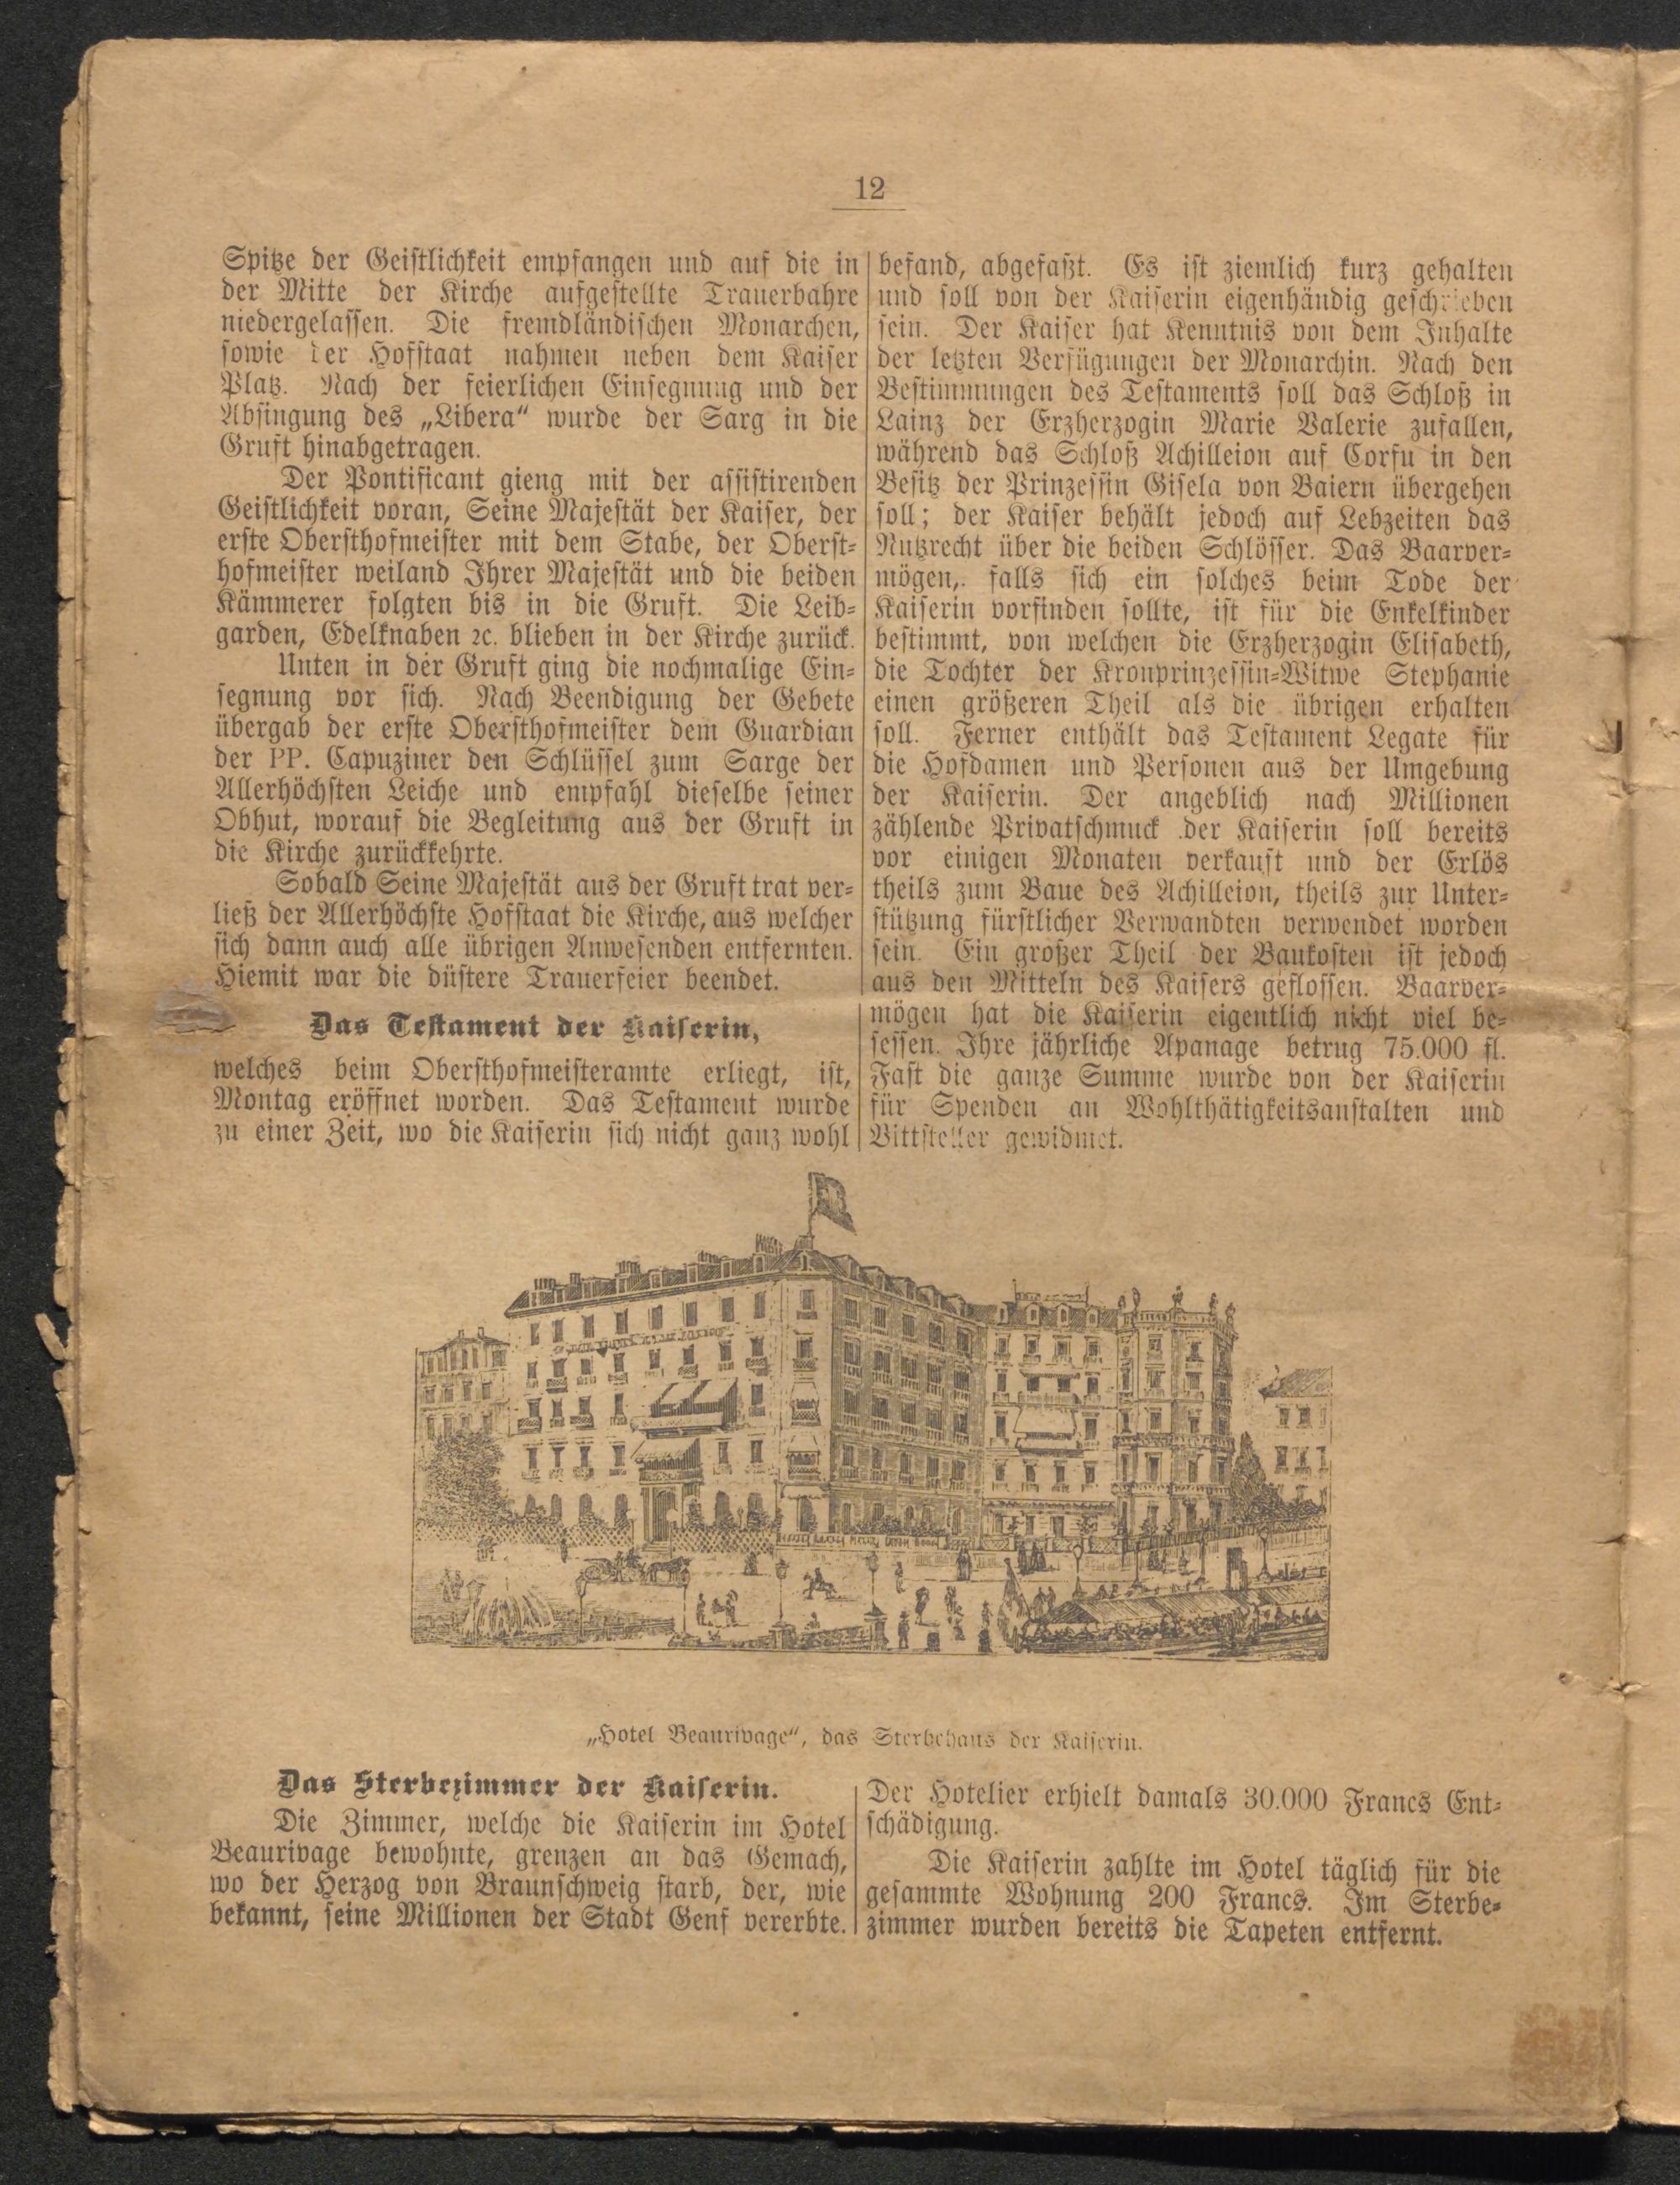 12
Spitze der Geistlichkeit empfangen und auf die in
der Mitte der Kirche aufgestellte Trauerbahre
niedergelassen. Die fremdländischen Monarchen,
sowie der Hofstaat nahmen neben dem Kaiser
Platz. Nach der feierlichen Einsegnung und der
Absingung des „Libera“ wurde der Sarg in die
Gruft hinabgetragen.
Der Pontificant gieng mit der assistirenden
Geistlichkeit voran, Seine Majestät der Kaiser, der
erste Obersthofmeister mit dem Stabe, der Oberst-
hofmeister weiland Ihrer Majestät und die beiden
Kämmerer folgten bis in die Gruft. Die Leib-
garden, Edelknaben ꝛc. blieben in der Kirche zurück.
Unten in der Gruft ging die nochmalige Ein-
segnung vor sich. Nach Beendigung der Gebete
übergab der erste Obersthofmeister dem Guardian
der PP. Capuziner den Schlüssel zum Sarge der
Allerhöchsten Leiche und empfahl dieselbe seiner
Obhut, worauf die Begleitung aus der Gruft in
die Kirche zurückkehrte.
Sobald Seine Majestät aus der Gruft trat ver-
ließ der Allerhöchste Hofstaat die Kirche, aus welcher
sich dann auch alle übrigen Anwesenden entfernten.
Hiemit war die düstere Trauerfeier beendet.
Das Testament der Kaiserin,
welches beim Obersthofmeisteramte erliegt, ist,
Montag eröffnet worden. Das Testament wurde
zu einer Zeit, wo die Kaiserin sich nicht ganz wohl
befand, abgefaßt. Es ist ziemlich kurz gehalten
und soll von der Kaiserin eigenhändig geschrieben
sein. Der Kaiser hat Kenntnis von dem Inhalte
der letzten Verfügungen der Monarchin. Nach den
Bestimmungen des Testaments soll das Schloß in
Lainz der Erzherzogin Marie Valerie zufallen,
während das Schloß Achilleion auf Corfu in den
Besitz der Prinzessin Gisela von Baiern übergehen
soll; der Kaiser behält jedoch auf Lebzeiten das
Nutzrecht über die beiden Schlösser. Das Baarver-
mögen,. falls sich ein solches beim Tode der
Kaiserin vorfinden sollte, ist für die Enkelkinder
bestimmt, von welchen die Erzherzogin Elisabeth,
die Tochter der Kronprinzessin-Witwe Stephanie
einen größeren Theil als die übrigen erhalten
soll. Ferner enthält das Testament Legate für
die Hofdamen und Personen aus der Umgebung
der Kaiserin. Der angeblich nach Millionen
zählende Privatschmuck der Kaiserin soll bereits
vor einigen Monaten verkauft und der Erlös
theils zum Baue des Achilleion, theils zur Unter-
stützung fürstlicher Verwandten verwendet worden
sein. Ein großer Theil der Baukosten ist jedoch
aus den Mitteln des Kaisers geflossen. Baarver-
mögen hat die Kaiserin eigentlich nicht viel be-
sessen. Ihre jährliche Apanage betrug 75.000 fl.
Fast die ganze Summe wurde von der Kaiserin
für Spenden an Wohlthätigkeitsanstalten und
Bittsteller gewidmet.
„Hotel Beaurivage“, das Sterbehaus der Kaiserin.
Das Sterbezimmer der Kaiserin.
Die Zimmer, welche die Kaiserin im Hotel
Beaurivage bewohnte, grenzen an das Gemach,
wo der Herzog von Braunschweig starb, der, wie
bekannt, seine Millionen der Stadt Genf vererbte.
Der Hotelier erhielt damals 30.000 Francs Ent-
schädigung.
Die Kaiserin zahlte im Hotel täglich für die
gesammte Wohnung 200 Francs. Im Sterbe-
zimmer wurden bereits die Tapeten entfernt.